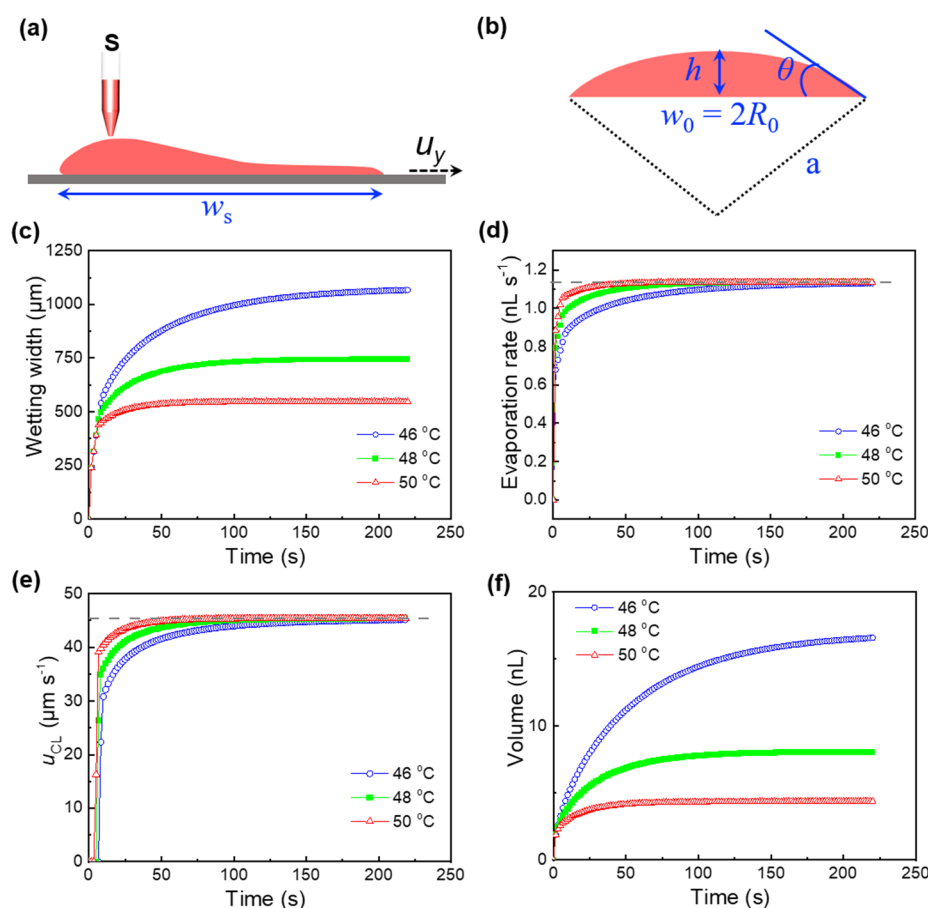 (a)
S
u_y
w_s
(b)
h
θ
w_0 = 2R_0
a
(c)
Wetting width (µm)
1250
1000
750
500
250
0
46 °C
48 °C
50 °C
0 50 100 150 200 250
Time (s)
(d)
Evaporation rate (nL s⁻¹)
1.2
1.0
0.8
0.6
0.4
0.2
0.0
46 °C
48 °C
50 °C
0 50 100 150 200 250
Time (s)
(e)
u_CL (µm s⁻¹)
50
40
30
20
10
0
46 °C
48 °C
50 °C
0 50 100 150 200 250
Time (s)
(f)
Volume (nL)
20
10
0
46 °C
48 °C
50 °C
0 50 100 150 200 250
Time (s)